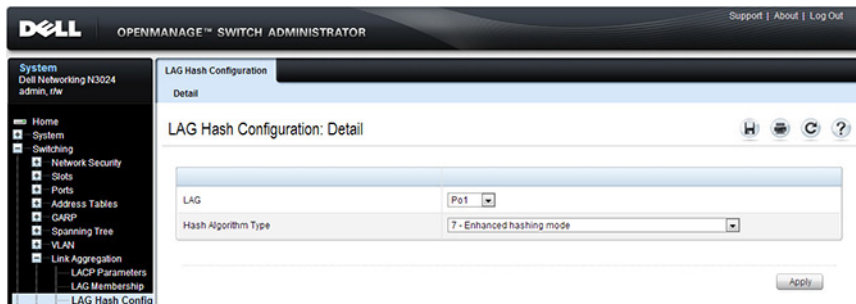 Support | About | Log Out
DELL OPENMANAGE™ SWITCH ADMINISTRATOR
System
Dell Networking N3024
admin, r/w
Home
System
Switching
Network Security
Slots
Ports
Address Tables
GARP
Spanning Tree
VLAN
Link Aggregation
LACP Parameters
LAG Membership
LAG Hash Config
LAG Hash Configuration
Detail
LAG Hash Configuration: Detail
LAG Po1
Hash Algorithm Type 7 - Enhanced hashing mode
Apply